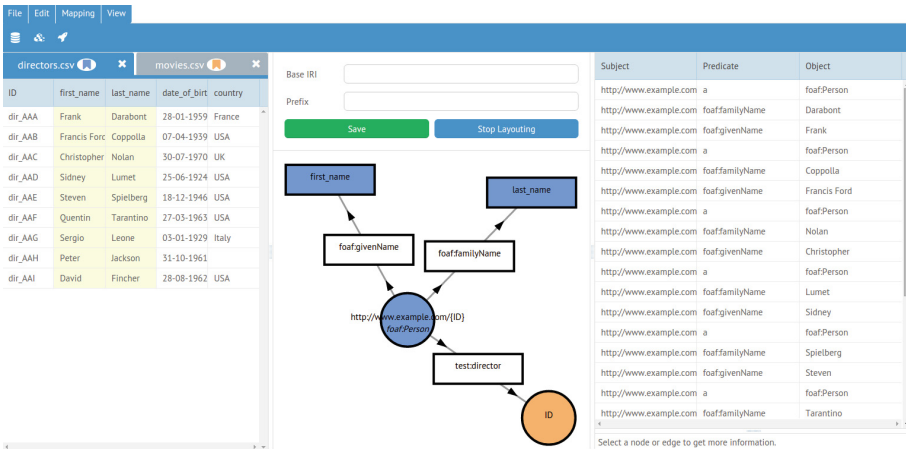 File Edit Mapping View
directors.csv × movies.csv ×
ID first_name last_name date_of_birt country
dir_AAA Frank Darabont 28-01-1959 France
dir_AAB Francis Forc Coppolla 07-04-1939 USA
dir_AAC Christopher Nolan 30-07-1970 UK
dir_AAD Sidney Lumet 25-06-1924 USA
dir_AAE Steven Spielberg 18-12-1946 USA
dir_AAF Quentin Tarantino 27-03-1963 USA
dir_AAG Sergio Leone 03-01-1929 Italy
dir_AAH Peter Jackson 31-10-1961
dir_AAI David Fincher 28-08-1962 USA
Base IRI
Prefix
Save Stop Layouting
first_name
last_name
foaf:givenName
foaf:familyName
http://www.example.com/{ID}
foaf:Person
test:director
ID
Subject Predicate Object
http://www.example.com a foaf:Person
http://www.example.com foaf:familyName Darabont
http://www.example.com foaf:givenName Frank
http://www.example.com a foaf:Person
http://www.example.com foaf:familyName Coppolla
http://www.example.com foaf:givenName Francis Ford
http://www.example.com a foaf:Person
http://www.example.com foaf:familyName Nolan
http://www.example.com foaf:givenName Christopher
http://www.example.com a foaf:Person
http://www.example.com foaf:familyName Lumet
http://www.example.com foaf:givenName Sidney
http://www.example.com a foaf:Person
http://www.example.com foaf:familyName Spielberg
http://www.example.com foaf:givenName Steven
http://www.example.com a foaf:Person
http://www.example.com foaf:familyName Tarantino
Select a node or edge to get more information.